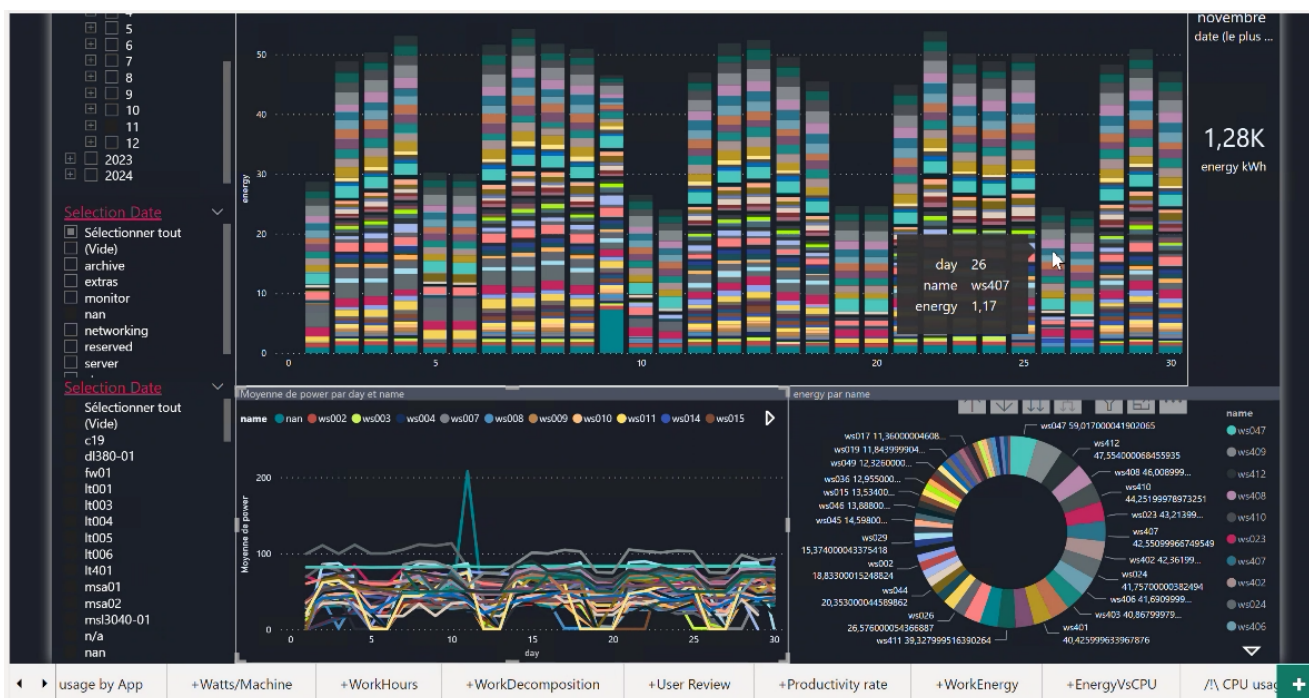 4
5
6
7
8
9
10
11
12
2023
2024
Selection Date
Sélectionner tout
(Vide)
archive
extras
monitor
nan
networking
reserved
server
Selection Date
Sélectionner tout
(Vide)
c19
dl380-01
fw01
lt001
lt003
lt004
lt005
lt006
lt401
msa01
msa02
msl3040-01
n/a
nan
energy
50
40
30
20
10
0
0 5 10 20 25 30
day 26
name ws407
energy 1,17
novembre
date (le plus ...
1,28K
energy kWh
Moyenne de power par day et name
name nan ws002 ws003 ws004 ws007 ws008 ws009 ws010 ws011 ws014 ws015
Moyenne de power
200
100
0
0 5 10 15 20 25 30
day
energy par name
ws017 11,36000004608...
ws019 11,843999904...
ws049 12,3260000...
ws036 12,955000...
ws015 13,53400...
ws046 13,88800...
ws045 14,59800...
ws029
15,374000043375418
ws002
18,83300015248824
ws044
20,353000044589862
ws026
26,576000054366887
ws411 39,327999516390264
ws047 59,017000041902065
ws412
47,554000068455935
ws408 46,008999...
ws410
44,25199978973251
ws023 43,21399...
ws407
42,55099966749549
ws402 42,36199...
ws024
41,75700000382494
ws406 41,6909999...
ws403 40,86799979...
ws401
40,425999633967876
name
ws047
ws409
ws412
ws408
ws410
ws023
ws407
ws402
ws024
ws406
usage by App
+Watts/Machine
+WorkHours
+WorkDecomposition
+User Review
+Productivity rate
+WorkEnergy
+EnergyVsCPU
/!\ CPU usag
+